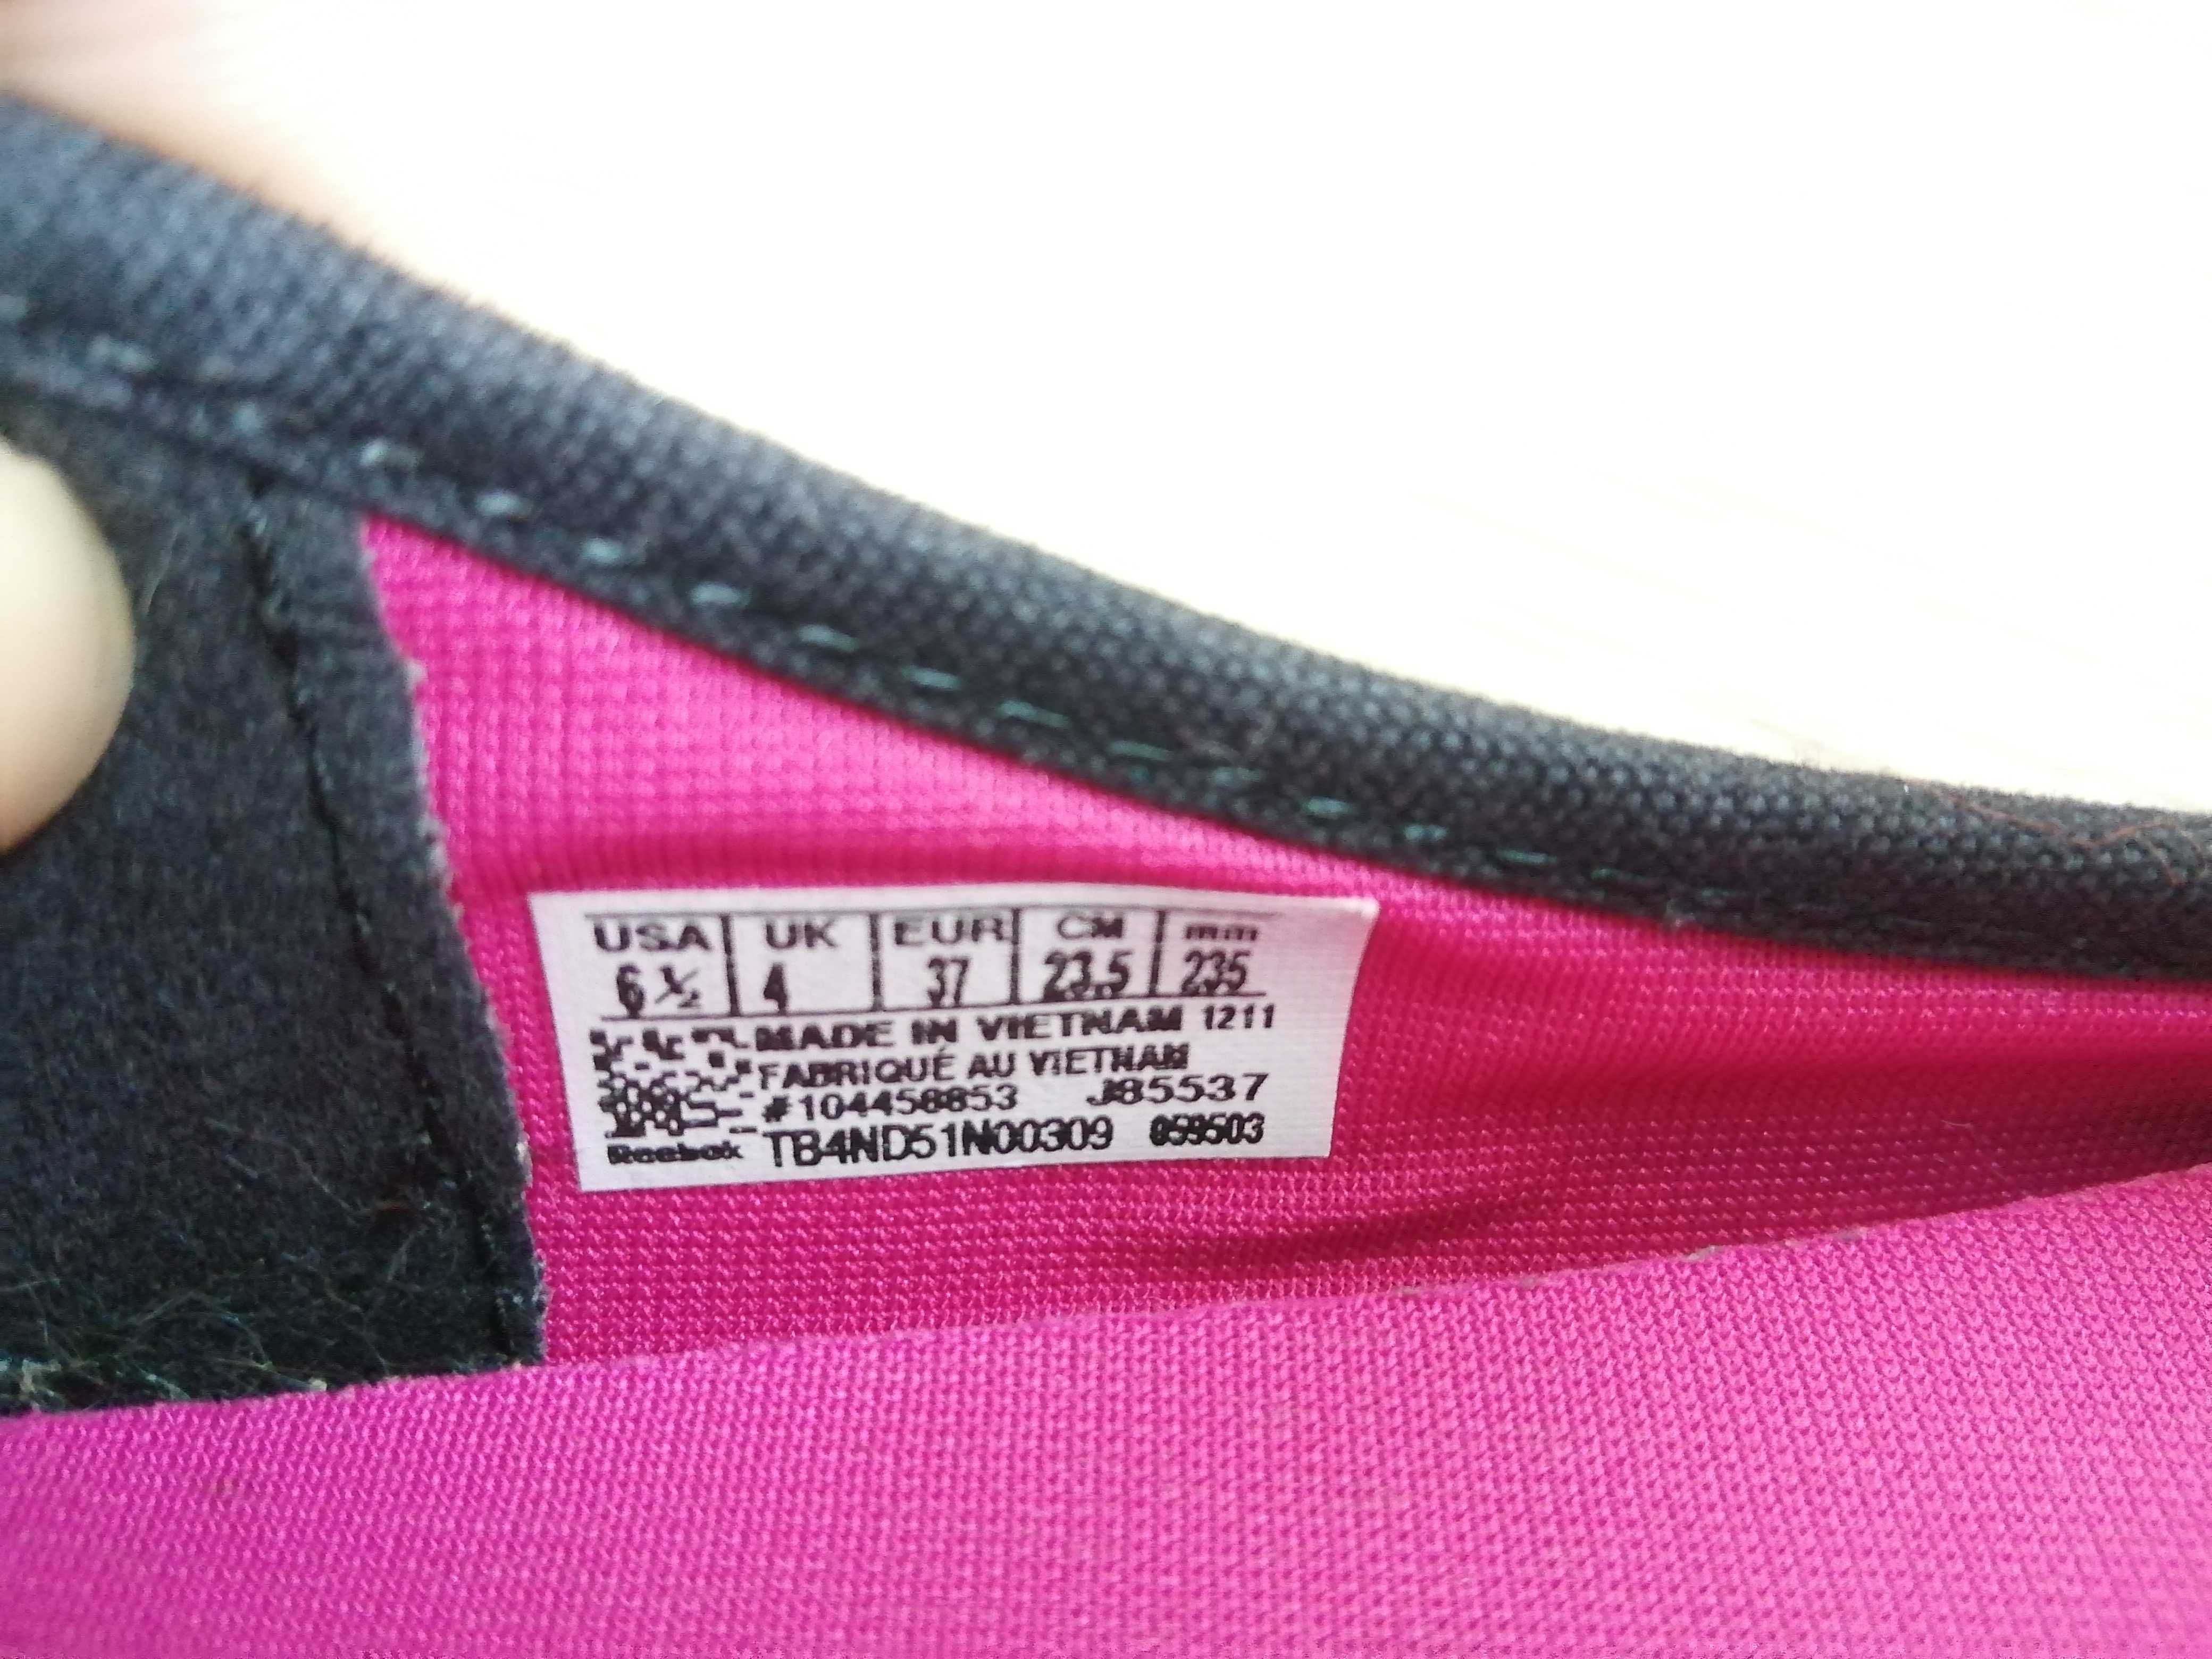 USA UK EUR CM mm
6 ½ 4 37 23.5 235
MADE IN VIETNAM 1211
FABRIQUÉ AU VIETNAM
#104458853 J85537
Reebok TB4ND51N00309 059503